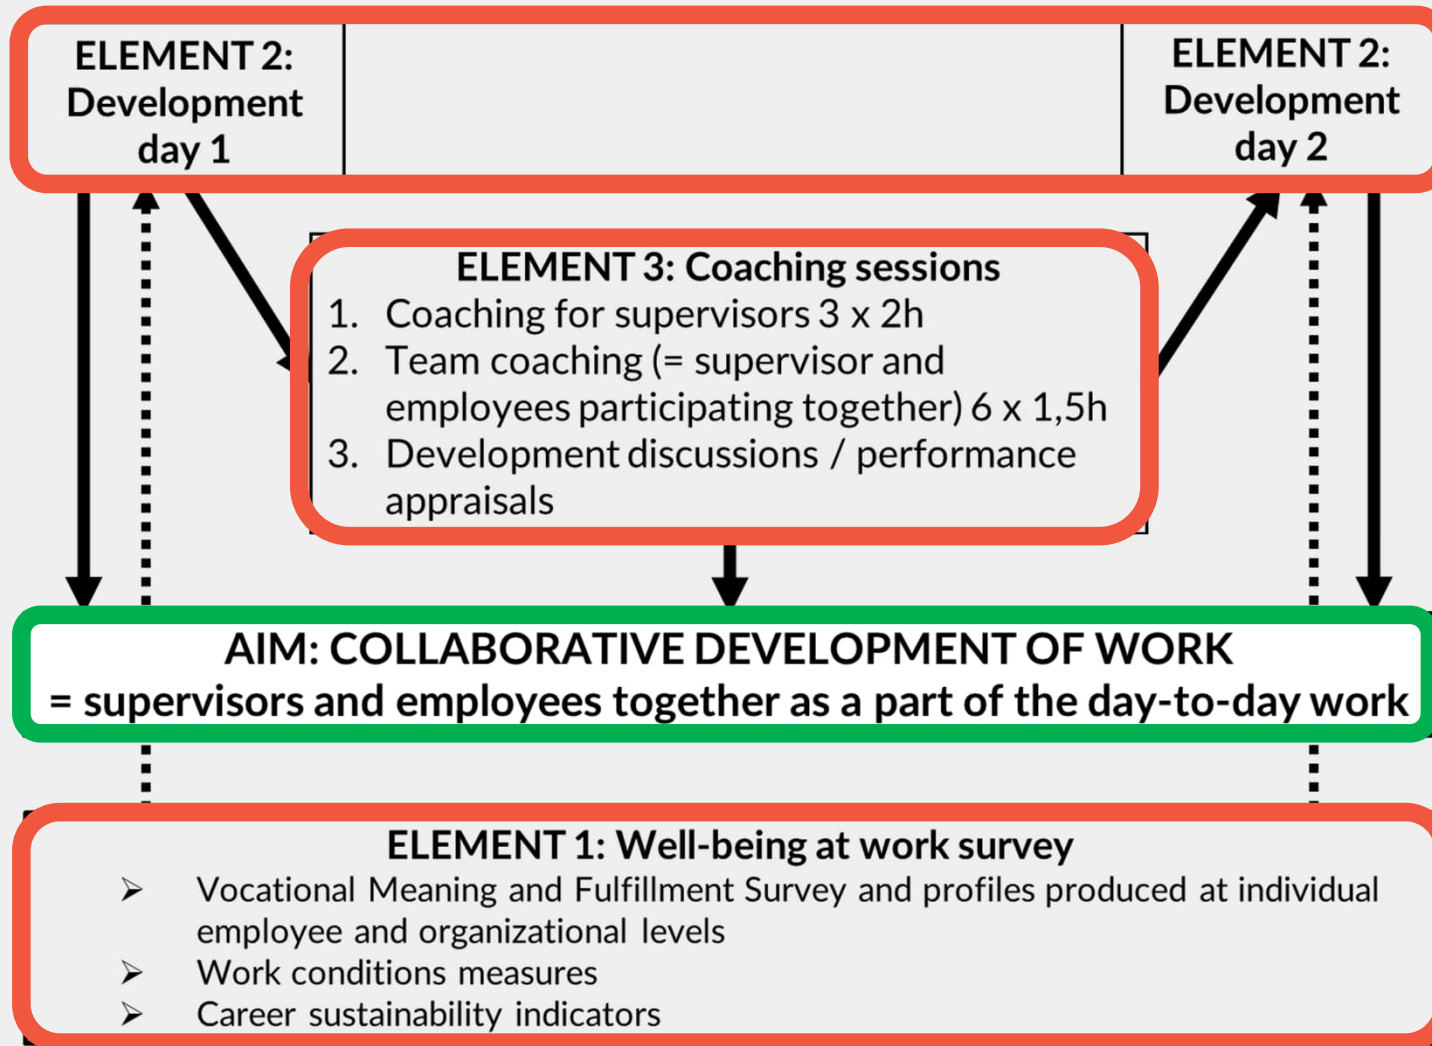 ELEMENT 2:
Development
day 1
ELEMENT 2:
Development
day 2
ELEMENT 3: Coaching sessions
1. Coaching for supervisors 3 x 2h
2. Team coaching (= supervisor and
employees participating together) 6 x 1,5h
3. Development discussions / performance
appraisals
AIM: COLLABORATIVE DEVELOPMENT OF WORK
= supervisors and employees together as a part of the day-to-day work
ELEMENT 1: Well-being at work survey
➢ Vocational Meaning and Fulfillment Survey and profiles produced at individual
employee and organizational levels
➢ Work conditions measures
➢ Career sustainability indicators